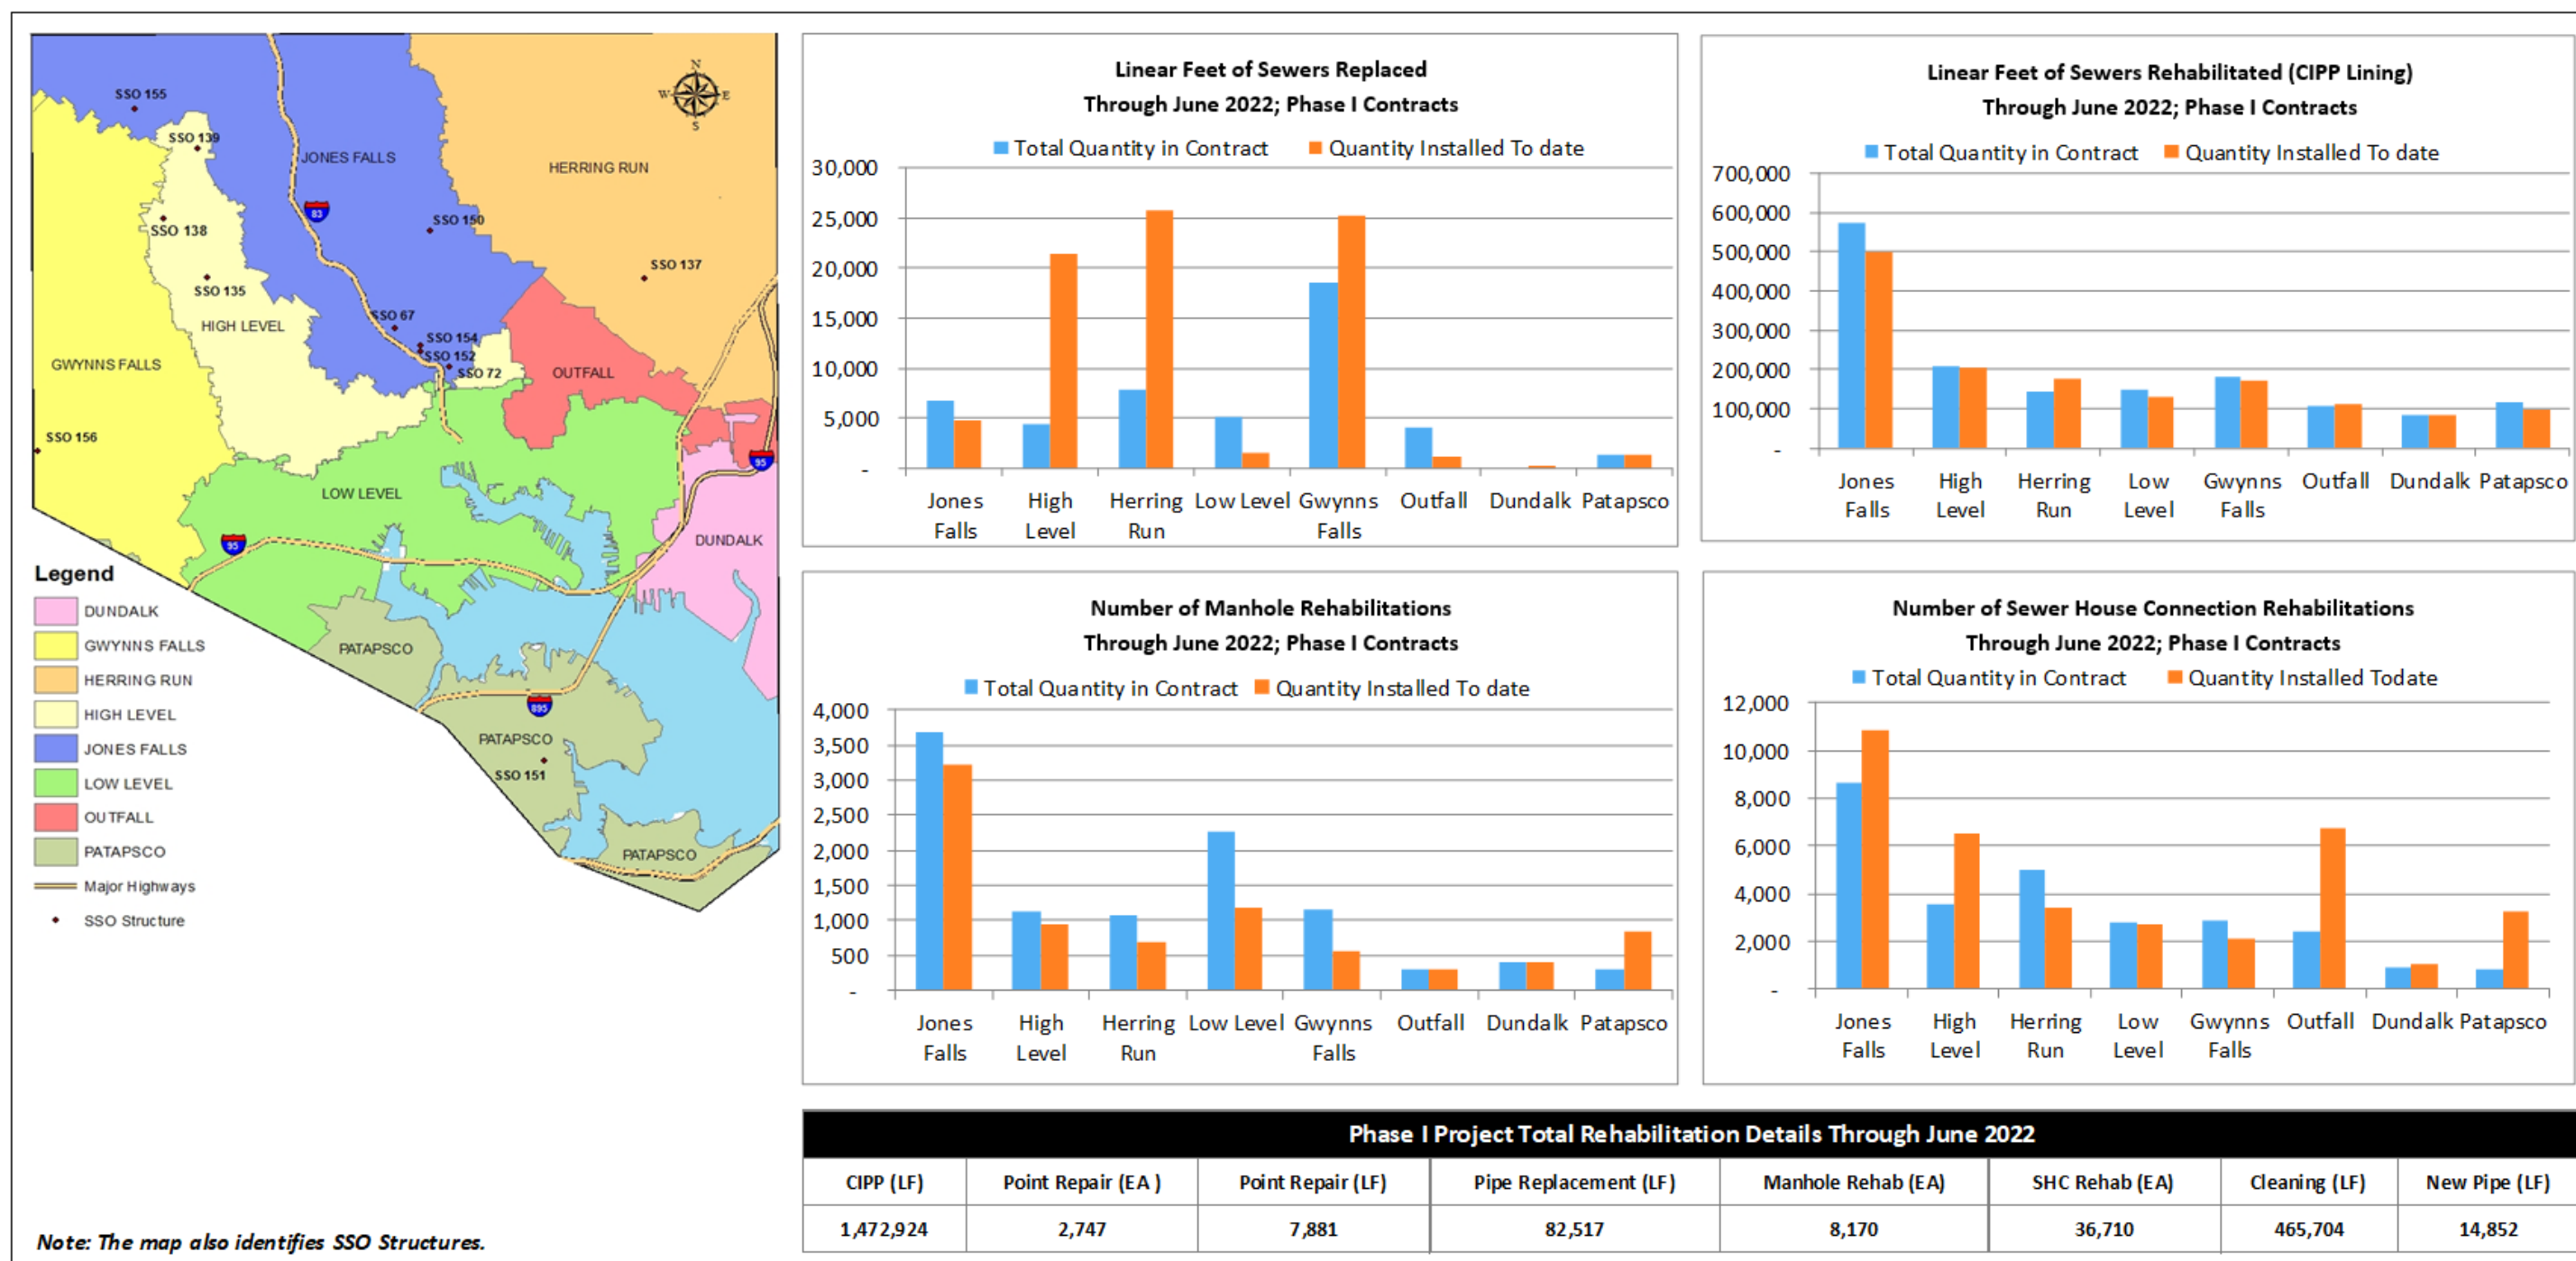 SSO 155
SSO 139
JONES FALLS
HERRING RUN
N
W
E
S
83
SSO 150
SSO 138
SSO 137
SSO 135
SSO 67
HIGH LEVEL
SSO 154
SSO 152
SSO 72
GWYNNS FALLS
OUTFALL
SSO 156
95
LOW LEVEL
95
DUNDALK
PATAPSCO
895
PATAPSCO
SSO 151
PATAPSCO
Legend
DUNDALK
GWYNNS FALLS
HERRING RUN
HIGH LEVEL
JONES FALLS
LOW LEVEL
OUTFALL
PATAPSCO
Major Highways
SSO Structure
Note: The map also identifies SSO Structures.
Linear Feet of Sewers Replaced
Through June 2022; Phase I Contracts
Total Quantity in Contract Quantity Installed To date
30,000
25,000
20,000
15,000
10,000
5,000
-
Jones High Herring Low Level Gwynns Outfall Dundalk Patapsco
Falls Level Run Falls
Linear Feet of Sewers Rehabilitated (CIPP Lining)
Through June 2022; Phase I Contracts
Total Quantity in Contract Quantity Installed To date
700,000
600,000
500,000
400,000
300,000
200,000
100,000
-
Jones High Herring Low Gwynns Outfall Dundalk Patapsco
Falls Level Run Level Falls
Number of Manhole Rehabilitations
Through June 2022; Phase I Contracts
Total Quantity in Contract Quantity Installed To date
4,000
3,500
3,000
2,500
2,000
1,500
1,000
500
-
Jones High Herring Low Level Gwynns Outfall Dundalk Patapsco
Falls Level Run Falls
Number of Sewer House Connection Rehabilitations
Through June 2022; Phase I Contracts
Total Quantity in Contract Quantity Installed Todate
12,000
10,000
8,000
6,000
4,000
2,000
-
Jones High Herring Low Gwynns Outfall Dundalk Patapsco
Falls Level Run Level Falls
Phase I Project Total Rehabilitation Details Through June 2022
CIPP (LF) Point Repair (EA ) Point Repair (LF) Pipe Replacement (LF) Manhole Rehab (EA) SHC Rehab (EA) Cleaning (LF) New Pipe (LF)
1,472,924 2,747 7,881 82,517 8,170 36,710 465,704 14,852